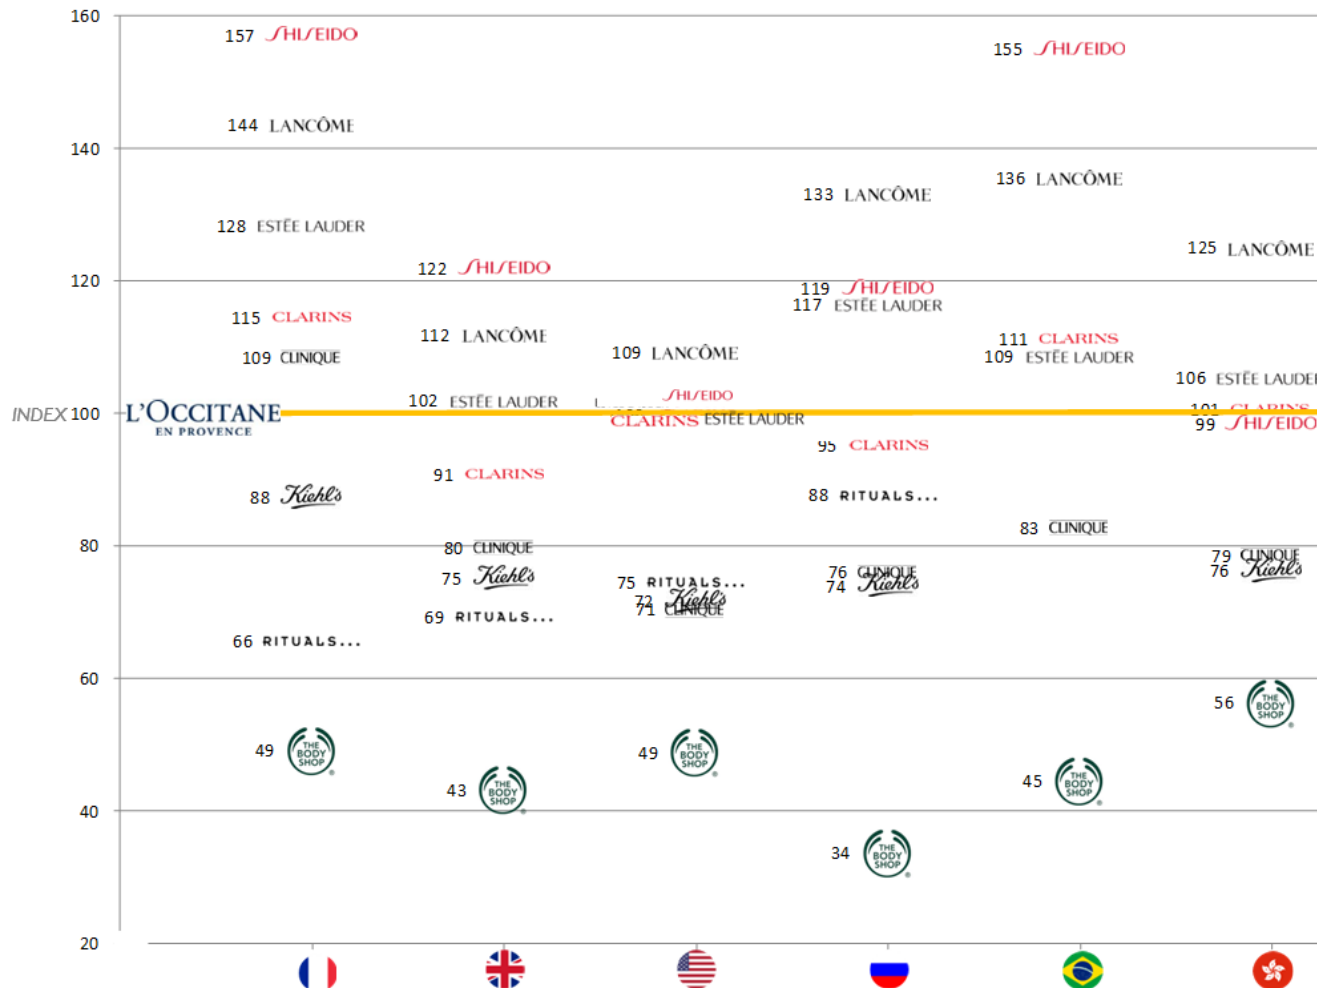 160
157 SHISEIDO
155 SHISEIDO
144 LANCÔME
140
136 LANCÔME
133 LANCÔME
128 ESTĒE LAUDER
125 LANCÔME
122 SHISEIDO
120
119 SHISEIDO
117 ESTĒE LAUDER
115 CLARINS
112 LANCÔME
111 CLARINS
109 CLINIQUE
109 LANCÔME
109 ESTĒE LAUDER
106 ESTĒE LAUDER
SHISEIDO
102 ESTĒE LAUDER
INDEX 100 L'OCCITANE
EN PROVENCE
101 CLARINS
CLARINS ESTĒE LAUDER
99 SHISEIDO
95 CLARINS
91 CLARINS
88 Kiehl's
88 RITUALS...
83 CLINIQUE
80
80 CLINIQUE
79 CLINIQUE
76 Kiehl's
75 Kiehl's
75 RITUALS...
76 CLINIQUE
74 Kiehl's
72 Kiehl's
71 CLINIQUE
69 RITUALS...
66 RITUALS...
60
56 THE BODY SHOP ®
49 THE BODY SHOP ®
49 THE BODY SHOP ®
45 THE BODY SHOP ®
43 THE BODY SHOP ®
40
34 THE BODY SHOP ®
20